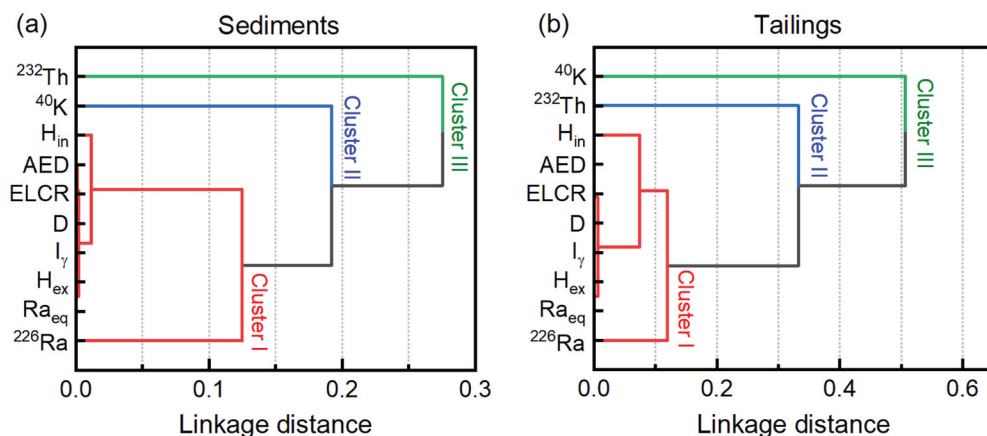 (a) Sediments
²³²Th
⁴⁰K
Hin
AED
ELCR
D
Iγ
Hex
Raeq
²²⁶Ra
Cluster I
Cluster II
Cluster III
0.0 0.1 0.2 0.3
Linkage distance
(b) Tailings
⁴⁰K
²³²Th
Hin
AED
ELCR
D
Iγ
Hex
Raeq
²²⁶Ra
Cluster I
Cluster II
Cluster III
0.0 0.2 0.4 0.6
Linkage distance